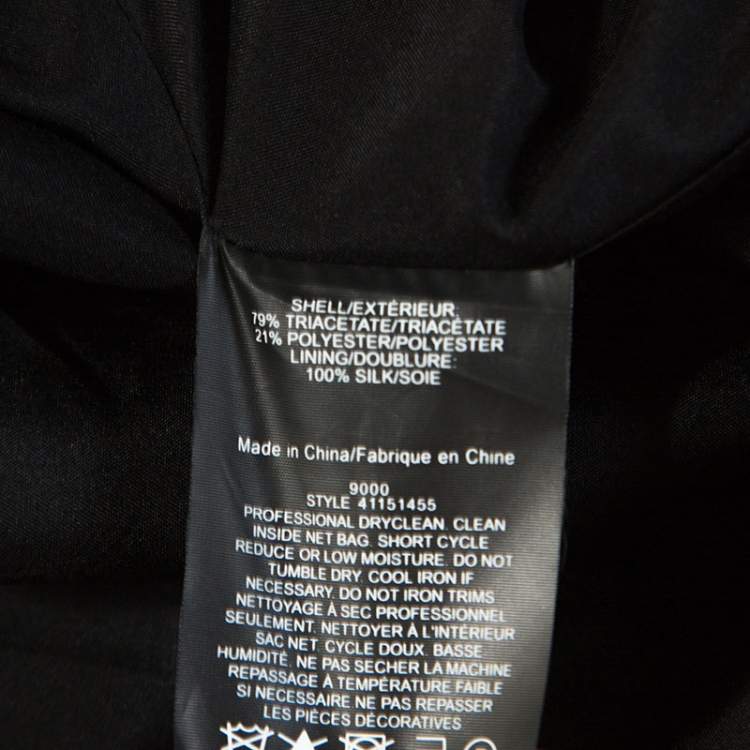 SHELL/EXTÉRIEUR:
79% TRIACETATE/TRIACÉTATE
21% POLYESTER/POLYESTER
LINING/DOUBLURE:
100% SILK/SOIE
Made in China/Fabrique en Chine
9000
STYLE 41151455
PROFESSIONAL DRYCLEAN. CLEAN
INSIDE NET BAG. SHORT CYCLE
REDUCE OR LOW MOISTURE. DO NOT
TUMBLE DRY. COOL IRON IF
NECESSARY. DO NOT IRON TRIMS
NETTOYAGE À SEC PROFESSIONNEL
SEULEMENT. NETTOYER À L'INTÉRIEUR
SAC NET. CYCLE DOUX. BASSE
HUMIDITÉ. NE PAS SECHER LA MACHINE
REPASSAGE À TEMPÉRATURE FAIBLE
SI NECESSAIRE NE PAS REPASSER
LES PIÈCES DÉCORATIVES